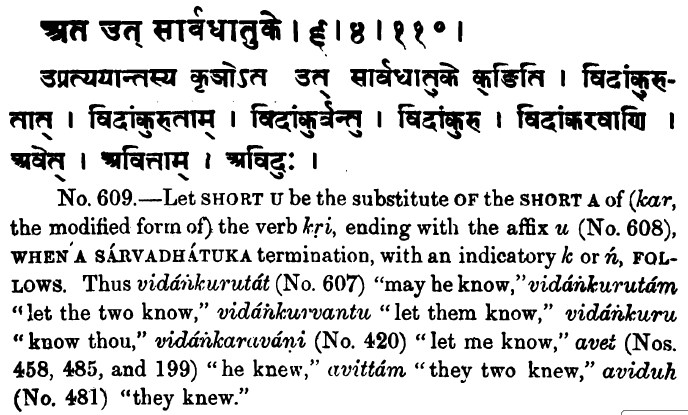 अत उत् सार्वधातुके । ६ । ४ । ११० ।
उप्रत्ययान्तस्य कृञोऽत उत् सार्वधातुके क्ङिति । विदांकुरु-
तात् । विदांकुरुताम् । विदांकुर्वन्तु । विदांकुरु । विदांकरवाणि ।
अवेत् । अवित्ताम् । अविदुः ।
No. 609.—Let SHORT U be the substitute OF the SHORT A of (kar,
the modified form of) the verb kṛi, ending with the affix u (No. 608),
WHEN A SÁRVADHÁTUKA termination, with an indicatory k or ń, FOL-
LOWS. Thus vidáṅkurutát (No. 607) “may he know,” vidáṅkurutám
“let the two know,” vidáṅkurvantu “let them know,” vidáṅkuru
“know thou,” vidáṅkaraváṇi (No. 420) “let me know,” avet (Nos.
458, 485, and 199) “he knew,” avittám “they two knew,” aviduh
(No. 481) “they knew.”